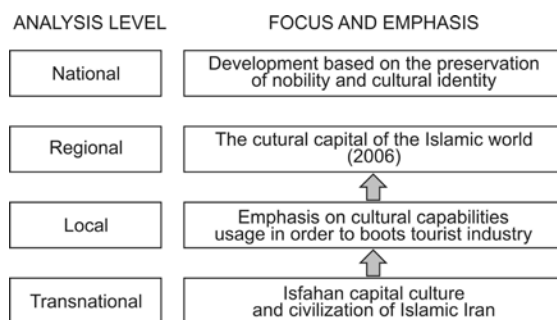 ANALYSIS LEVEL
FOCUS AND EMPHASIS
National
Development based on the preservation
of nobility and cultural identity
Regional
The cutural capital of the Islamic world
(2006)
Local
Emphasis on cultural capabilities
usage in order to boots tourist industry
Transnational
Isfahan capital culture
and civilization of Islamic Iran